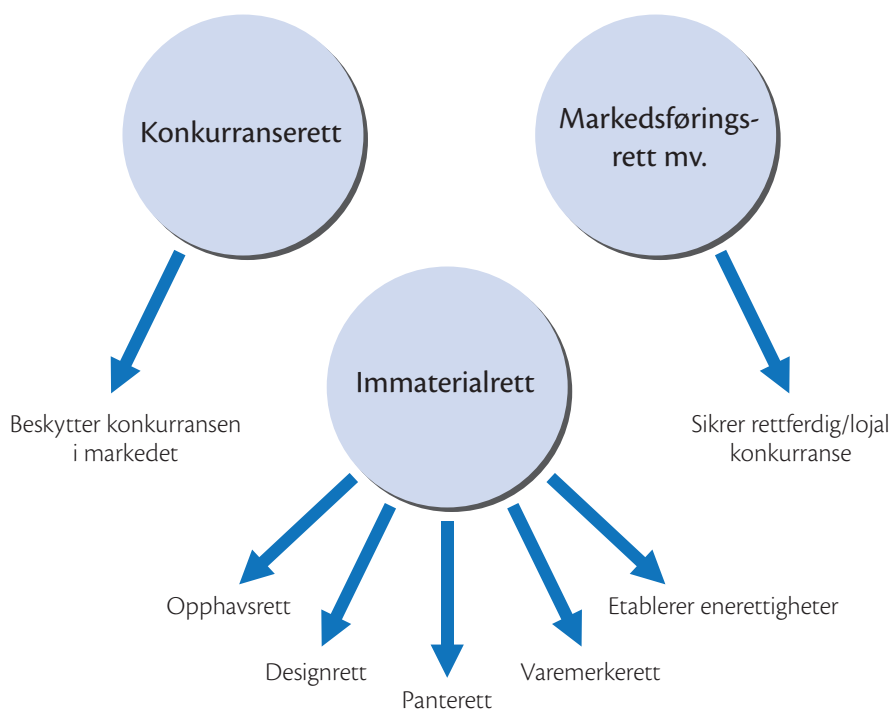 Konkurranserett
Markedsførings-
rett mv.
Immaterialrett
Beskytter konkurransen
i markedet
Sikrer rettferdig/lojal
konkurranse
Opphavsrett
Etablerer enerettigheter
Designrett
Varemerkerett
Panterett